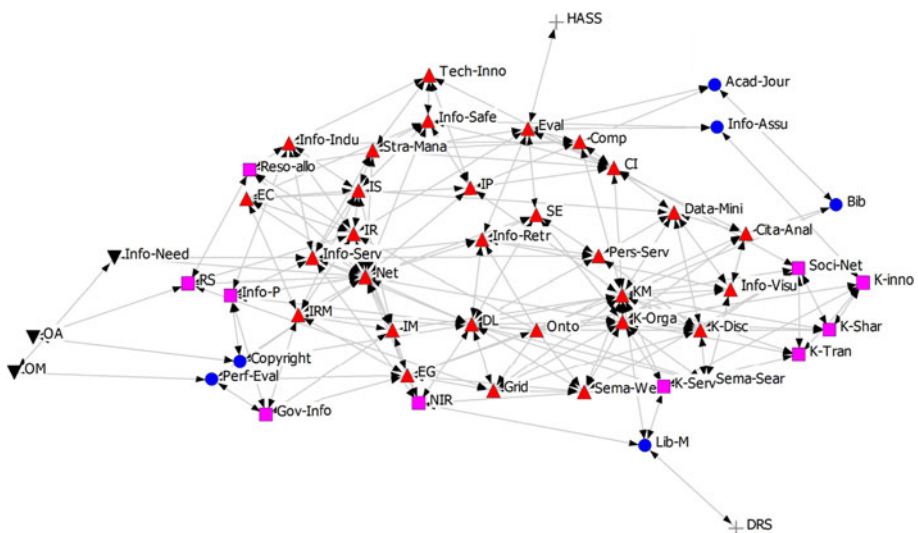 HASS
Tech-Inno
Acad-Jour
Info-Safe
Eval
Info-Assu
Info-Indu
Stra-Mana
Comp
Reso-allo
CI
EC
IS
IP
Bib
SE
Data-Mini
IR
Info-Retr
Cita-Anal
Info-Need
Info-Serv
Pers-Serv
Net
Soci-Net
RS
Info-P
K-inno
KM
Info-Visu
IRM
OA
IM
DL
Onto
K-Orga
K-Disc
K-Shar
Copyright
K-Tran
OM
Perf-Eval
EG
Grid
Sema-We
K-Serv
Sema-Sear
Gov-Info
NIR
Lib-M
DRS